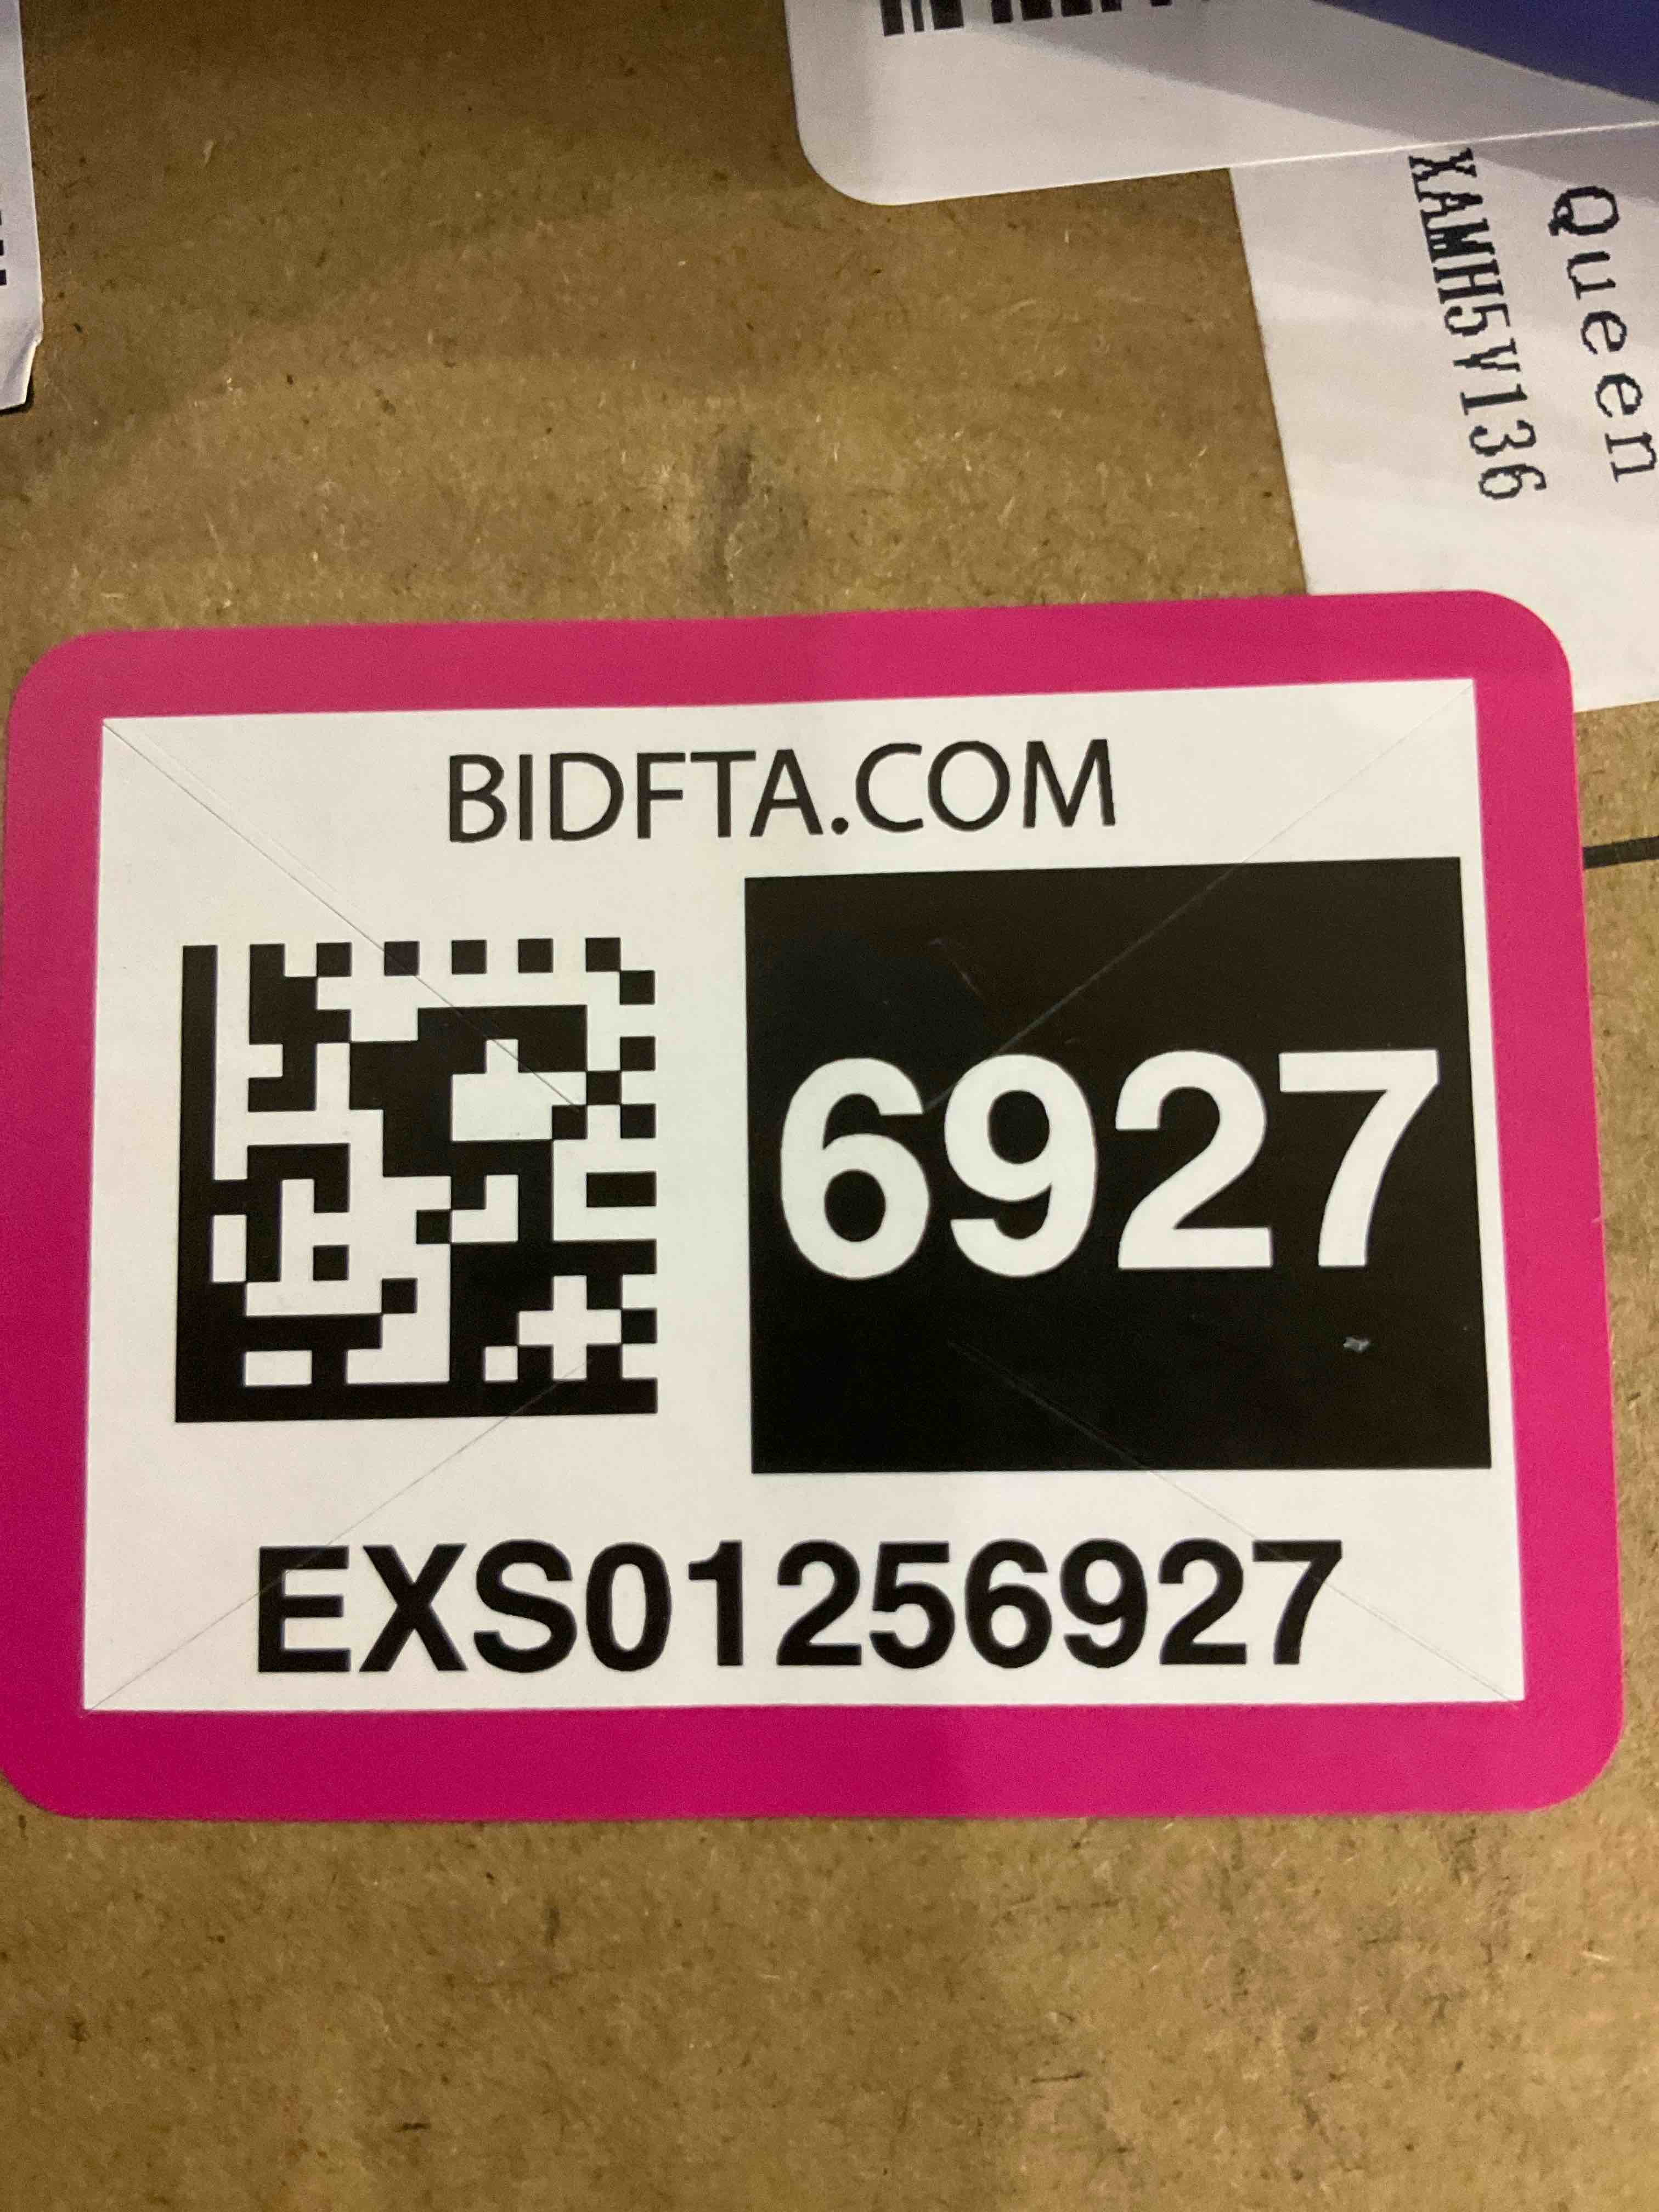 Queen
XAMH5V136
BIDFTA.COM
6927
EXS01256927